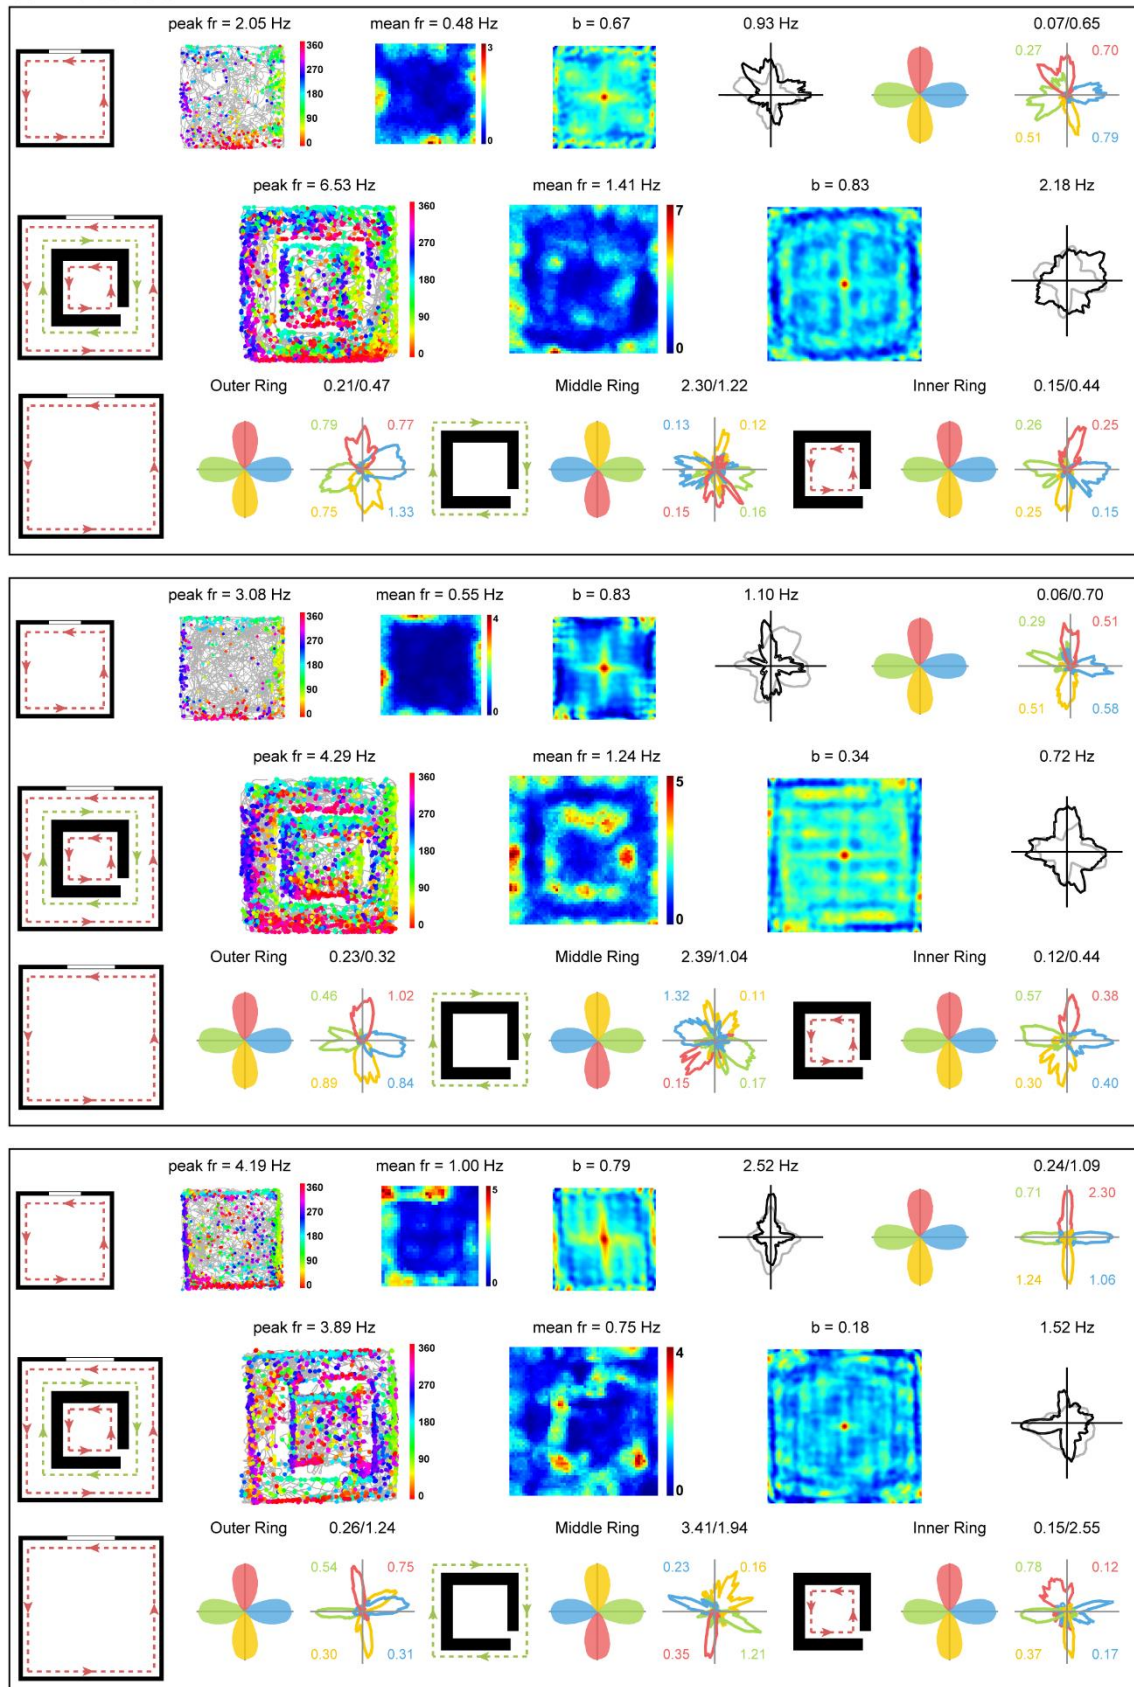 peak fr = 2.05 Hz mean fr = 0.48 Hz b = 0.67 0.93 Hz 0.07/0.65
360 270 180 90 0
3 0
0.27 0.70
0.51 0.79
peak fr = 6.53 Hz mean fr = 1.41 Hz b = 0.83 2.18 Hz
360 270 180 90 0
7 0
Outer Ring 0.21/0.47 Middle Ring 2.30/1.22 Inner Ring 0.15/0.44
0.79 0.77 0.13 0.12 0.26 0.25
0.75 1.33 0.15 0.16 0.25 0.15
peak fr = 3.08 Hz mean fr = 0.55 Hz b = 0.83 1.10 Hz 0.06/0.70
360 270 180 90 0
4 0
0.29 0.51
0.51 0.58
peak fr = 4.29 Hz mean fr = 1.24 Hz b = 0.34 0.72 Hz
360 270 180 90 0
5 0
Outer Ring 0.23/0.32 Middle Ring 2.39/1.04 Inner Ring 0.12/0.44
0.46 1.02 1.32 0.11 0.57 0.38
0.89 0.84 0.15 0.17 0.30 0.40
peak fr = 4.19 Hz mean fr = 1.00 Hz b = 0.79 2.52 Hz 0.24/1.09
360 270 180 90 0
5 0
0.71 2.30
1.24 1.06
peak fr = 3.89 Hz mean fr = 0.75 Hz b = 0.18 1.52 Hz
360 270 180 90 0
4 0
Outer Ring 0.26/1.24 Middle Ring 3.41/1.94 Inner Ring 0.15/2.55
0.54 0.75 0.23 0.16 0.78 0.12
0.30 0.31 0.35 1.21 0.37 0.17